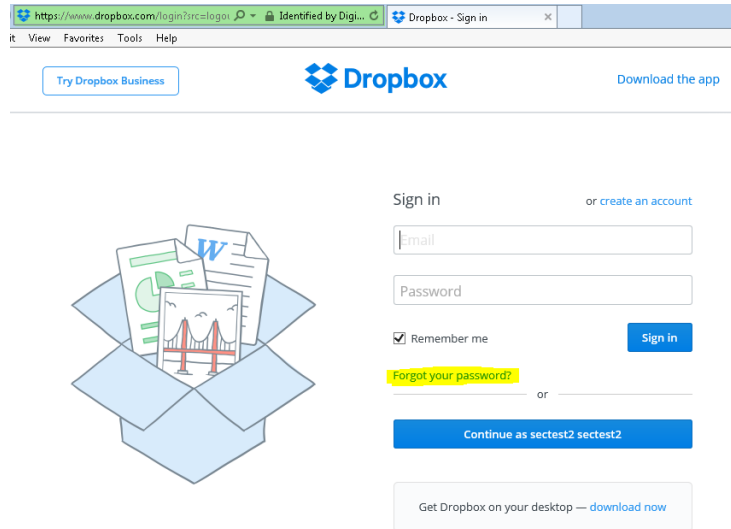 https://www.dropbox.com/login?src=logou Identified by Digi... Dropbox - Sign in
it View Favorites Tools Help
Try Dropbox Business Dropbox Download the app
Sign in or create an account
Email
Password
Remember me Sign in
Forgot your password?
or
Continue as sectest2 sectest2
Get Dropbox on your desktop — download now
W